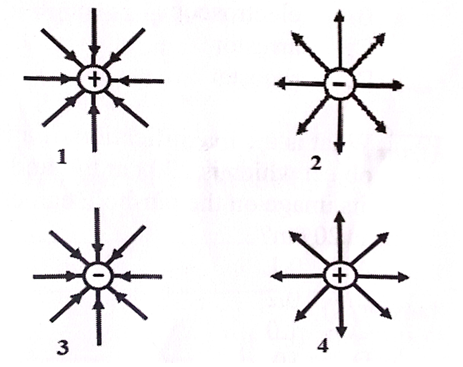 + -
1 2
- +
3 4